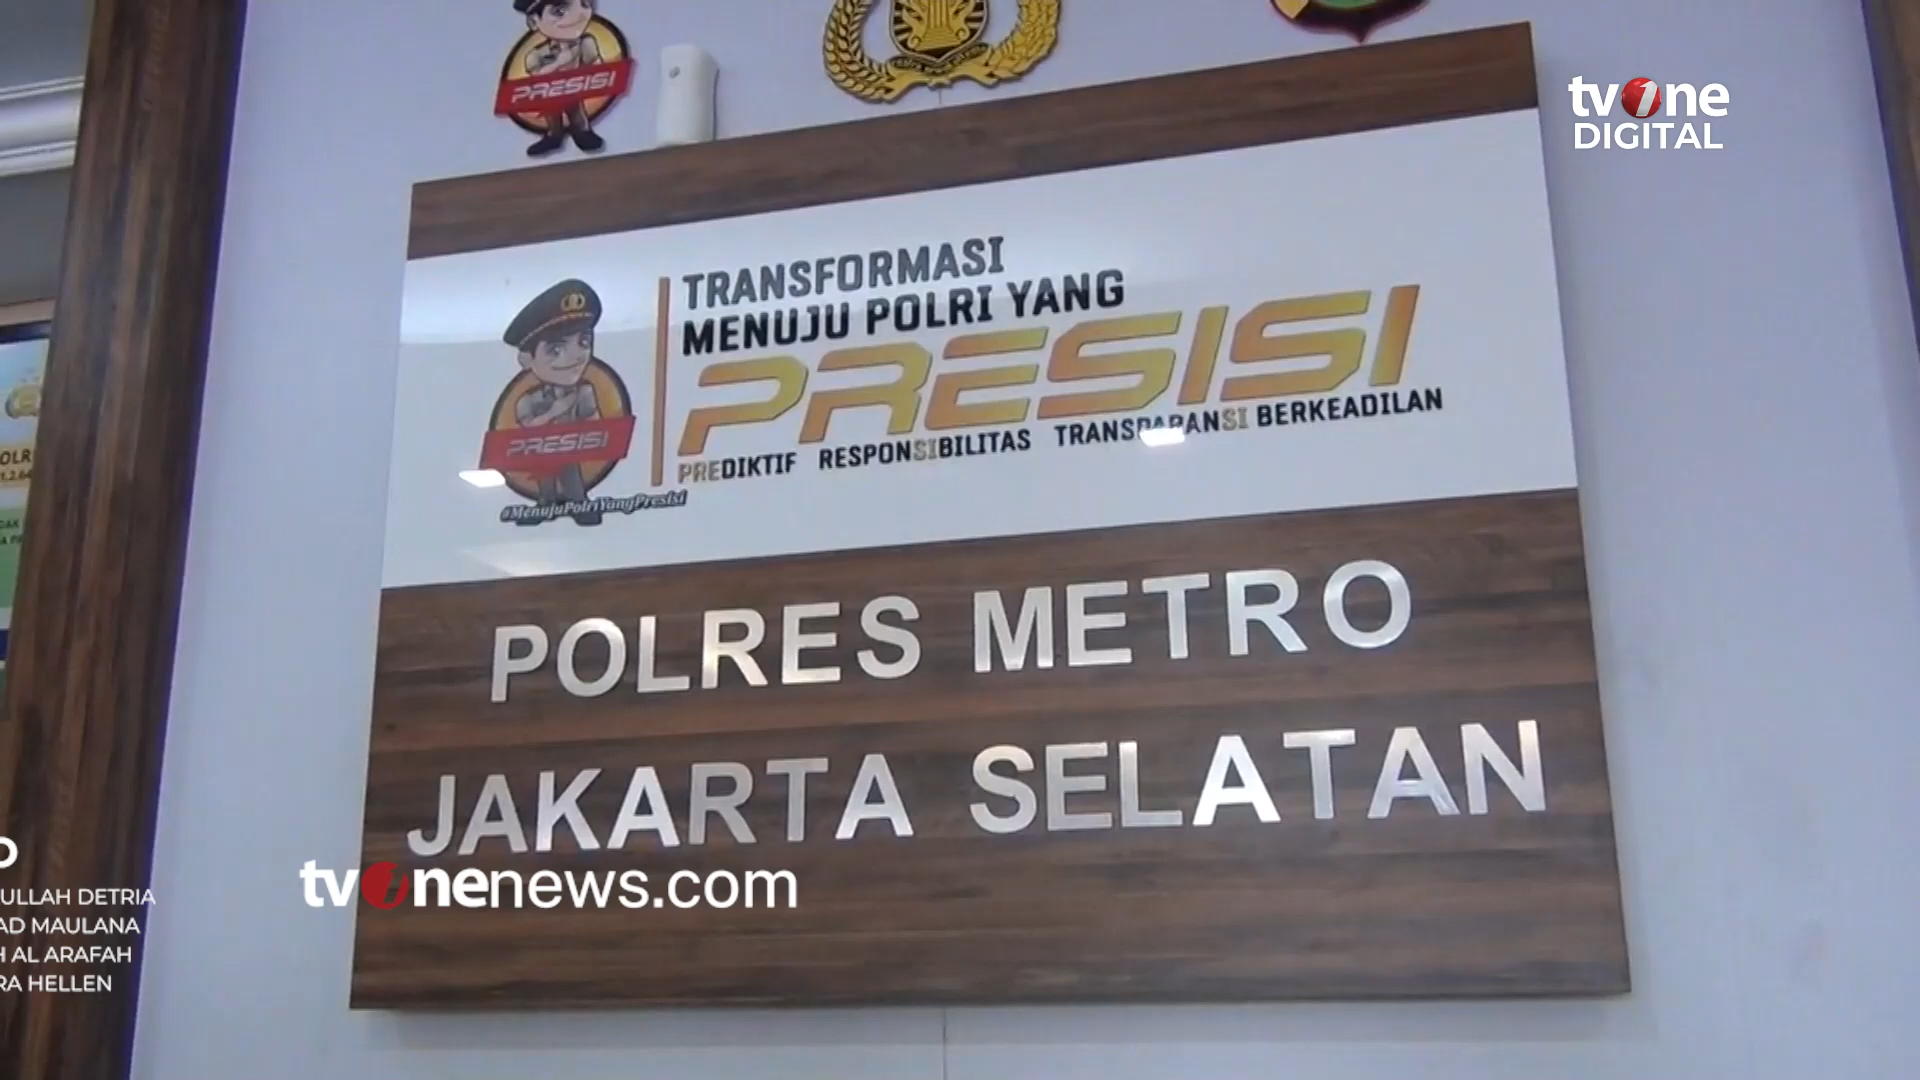 PRESISI
tvOne
DIGITAL
TRANSFORMASI
MENUJU POLRI YANG
PRESISI
PREDIKTIF RESPONSIBILITAS TRANSPARANSI BERKEADILAN
PRESISI
#MenujuPolriYangPresisi
POLRES METRO
JAKARTA SELATAN
tvOnenews.com
ULLAH DETRIA
AD MAULANA
H AL ARAFAH
RA HELLEN